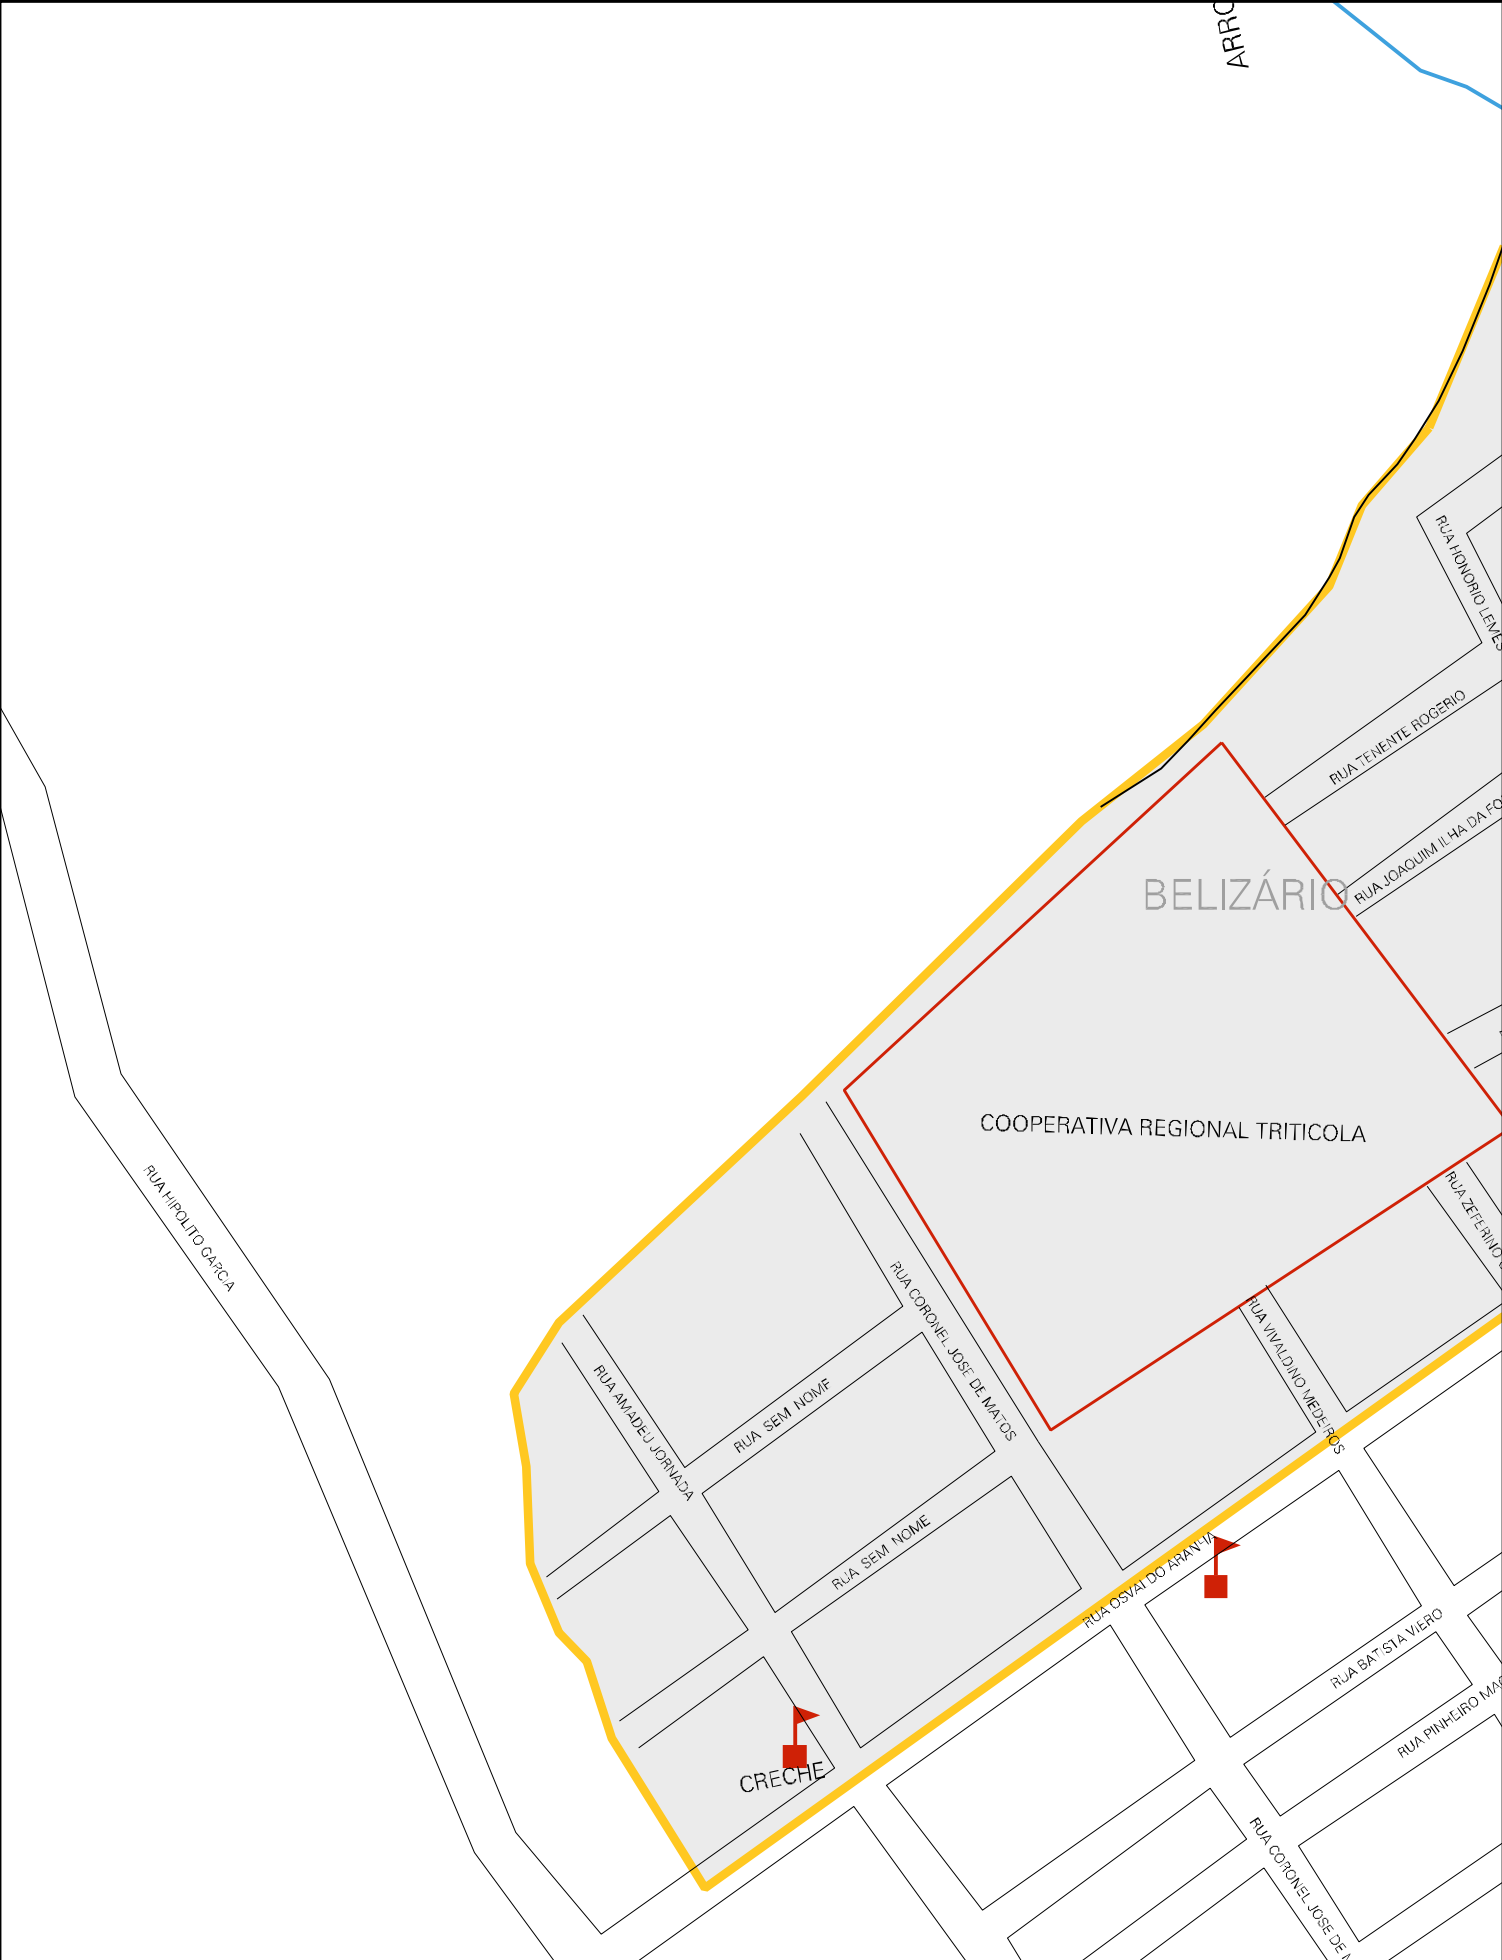 ARRO
RUA HONORIO LEMES
RUA TENENTE ROGERIO
RUA JOAQUIM ILHA DA FO
BELIZÁRIO
COOPERATIVA REGIONAL TRITICOLA
RUA HIPOLITO GARCIA
RUA ZEFERINO
RUA CORONEL JOSE DE MATOS
RUA VIVALDINO MEDEIROS
RUA AMADEU JORNADA
RUA SEM NOME
RUA SEM NOME
RUA OSVALDO ARANHA
RUA BATISTA VIERO
RUA PINHEIRO MAC
CRECHE
RUA CORONEL JOSE DE